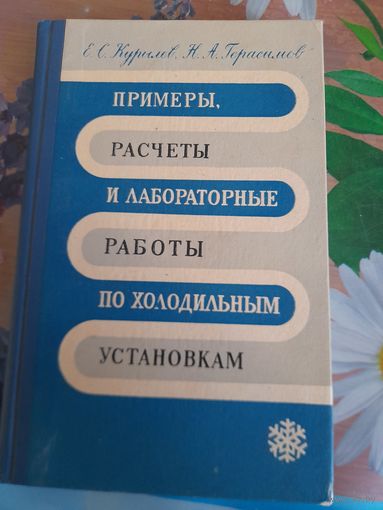 Е. С. Курылев, Н. А. Герасимов
ПРИМЕРЫ,
РАСЧЕТЫ
И ЛАБОРАТОРНЫЕ
РАБОТЫ
ПО ХОЛОДИЛЬНЫМ
УСТАНОВКАМ